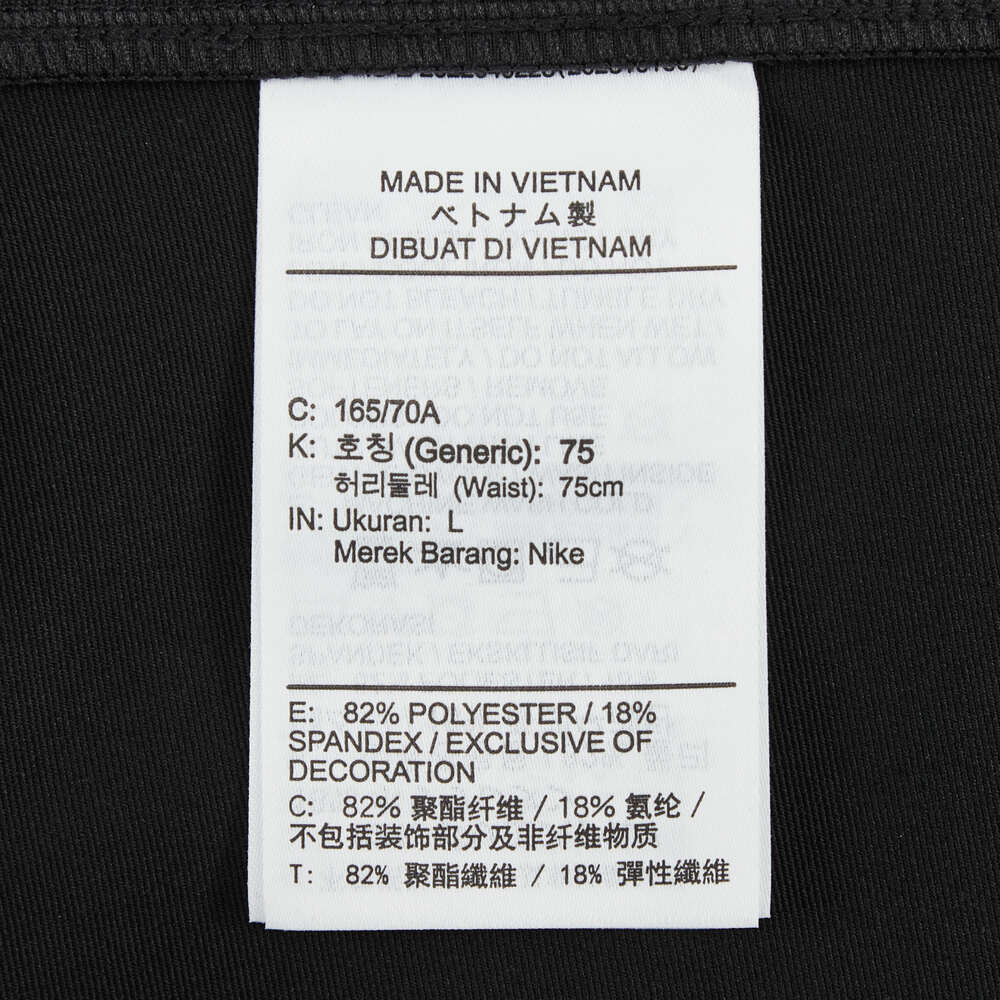 MADE IN VIETNAM
ベトナム製
DIBUAT DI VIETNAM
C: 165/70A
K: 호칭 (Generic): 75
허리둘레 (Waist): 75cm
IN: Ukuran: L
Merek Barang: Nike
E: 82% POLYESTER / 18%
SPANDEX / EXCLUSIVE OF
DECORATION
C: 82% 聚酯纤维 / 18% 氨纶 /
不包括装饰部分及非纤维物质
T: 82% 聚酯纖維 / 18% 彈性纖維